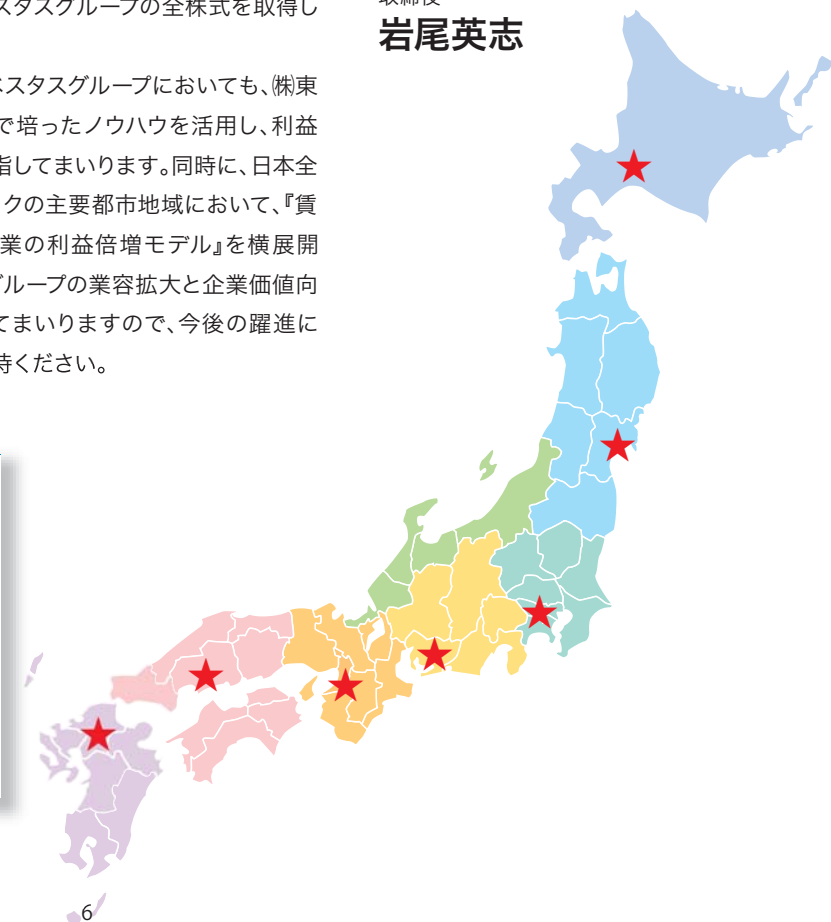 スタスグループの全株式を取得し
スタスグループにおいても、㈱東
で培ったノウハウを活用し、利益
指してまいります。同時に、日本全
クの主要都市地域において、『賃
業の利益倍増モデル』を横展開
グループの業容拡大と企業価値向
てまいりますので、今後の躍進に
待ください。
取締役
岩尾英志
6